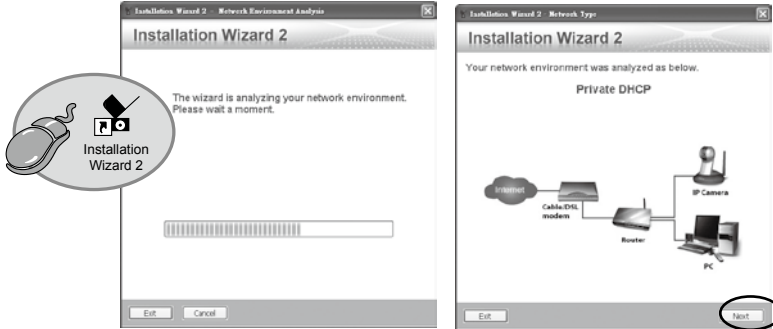 Installation Wizard 2 - Network Environment Analysis
Installation Wizard 2
The wizard is analyzing your network environment.
Please wait a moment.
Installation
Wizard 2
Exit
Cancel
Installation Wizard 2 - Network Type
Installation Wizard 2
Your network environment was analyzed as below.
Private DHCP
Internet
Cable/DSL
modem
IP Camera
Router
PC
Exit
Next